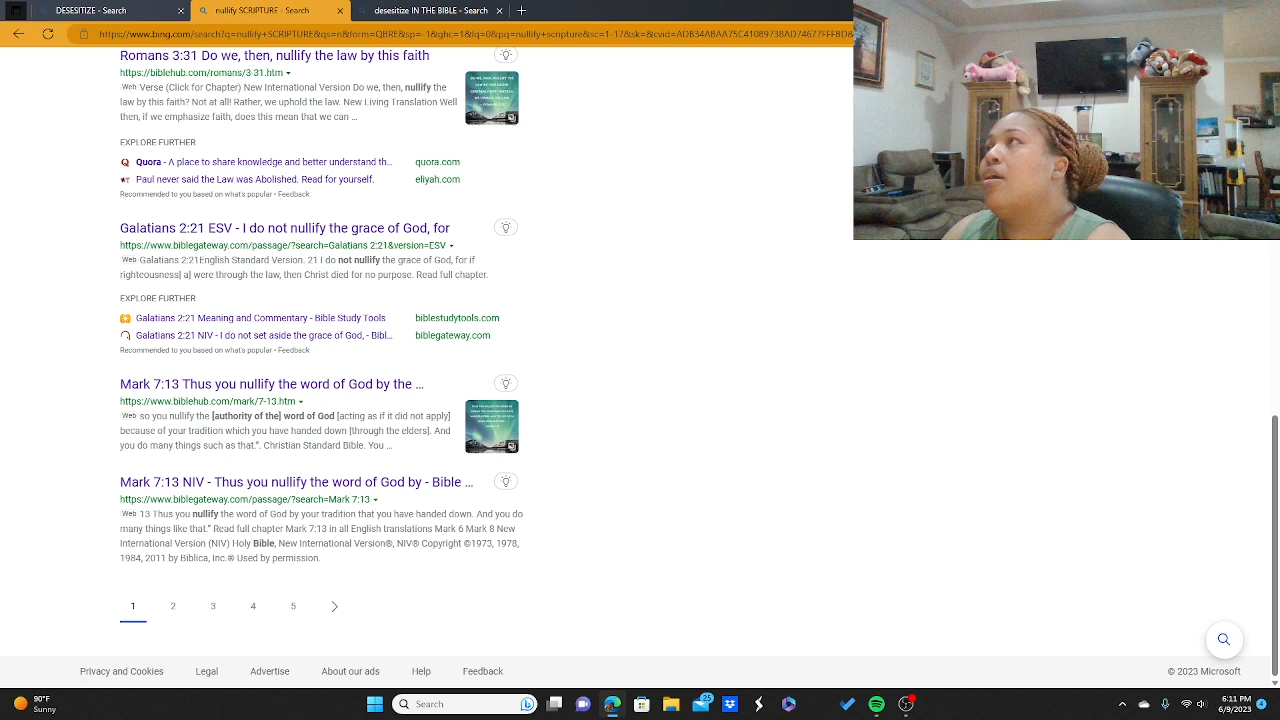 DESESITIZE - Search
nullify SCRIPTURE - Search
desesitize IN THE BIBLE - Search
https://www.bing.com/search?q=nullify+SCRIPTURE&qs=n&form=QBRE&sp=-1&ghc=1&lq=0&pq=nullify+scripture&sc=1-17&sk=&cvid=ADB34ABAA75C41089738AD74677FFFBD&
Romans 3:31 Do we, then, nullify the law by this faith
https://biblehub.com/romans/3-31.htm
Web Verse (Click for Chapter) New International Version Do we, then, nullify the
law by this faith? Not at all! Rather, we uphold the law. New Living Translation Well
then, if we emphasize faith, does this mean that we can …
EXPLORE FURTHER
Quora - A place to share knowledge and better understand th… quora.com
Paul never said the Law was Abolished. Read for yourself. eliyah.com
Recommended to you based on what's popular • Feedback
Galatians 2:21 ESV - I do not nullify the grace of God, for
https://www.biblegateway.com/passage/?search=Galatians 2:21&version=ESV
Web Galatians 2:21English Standard Version. 21 I do not nullify the grace of God, for if
righteousness[ a] were through the law, then Christ died for no purpose. Read full chapter.
EXPLORE FURTHER
Galatians 2:21 Meaning and Commentary - Bible Study Tools biblestudytools.com
Galatians 2:21 NIV - I do not set aside the grace of God, - Bibl… biblegateway.com
Recommended to you based on what's popular • Feedback
Mark 7:13 Thus you nullify the word of God by the …
https://www.biblehub.com/mark/7-13.htm
Web so you nullify the [authority of the] word of God [acting as if it did not apply]
because of your tradition which you have handed down [through the elders]. And
you do many things such as that.”. Christian Standard Bible. You …
Mark 7:13 NIV - Thus you nullify the word of God by - Bible …
https://www.biblegateway.com/passage/?search=Mark 7:13
Web 13 Thus you nullify the word of God by your tradition that you have handed down. And you do
many things like that.” Read full chapter Mark 7:13 in all English translations Mark 6 Mark 8 New
International Version (NIV) Holy Bible, New International Version®, NIV® Copyright ©1973, 1978,
1984, 2011 by Biblica, Inc.® Used by permission.
1 2 3 4 5
Privacy and Cookies Legal Advertise About our ads Help Feedback © 2023 Microsoft
90°F
Sunny
Search
25
6:11 PM
6/9/2023
4